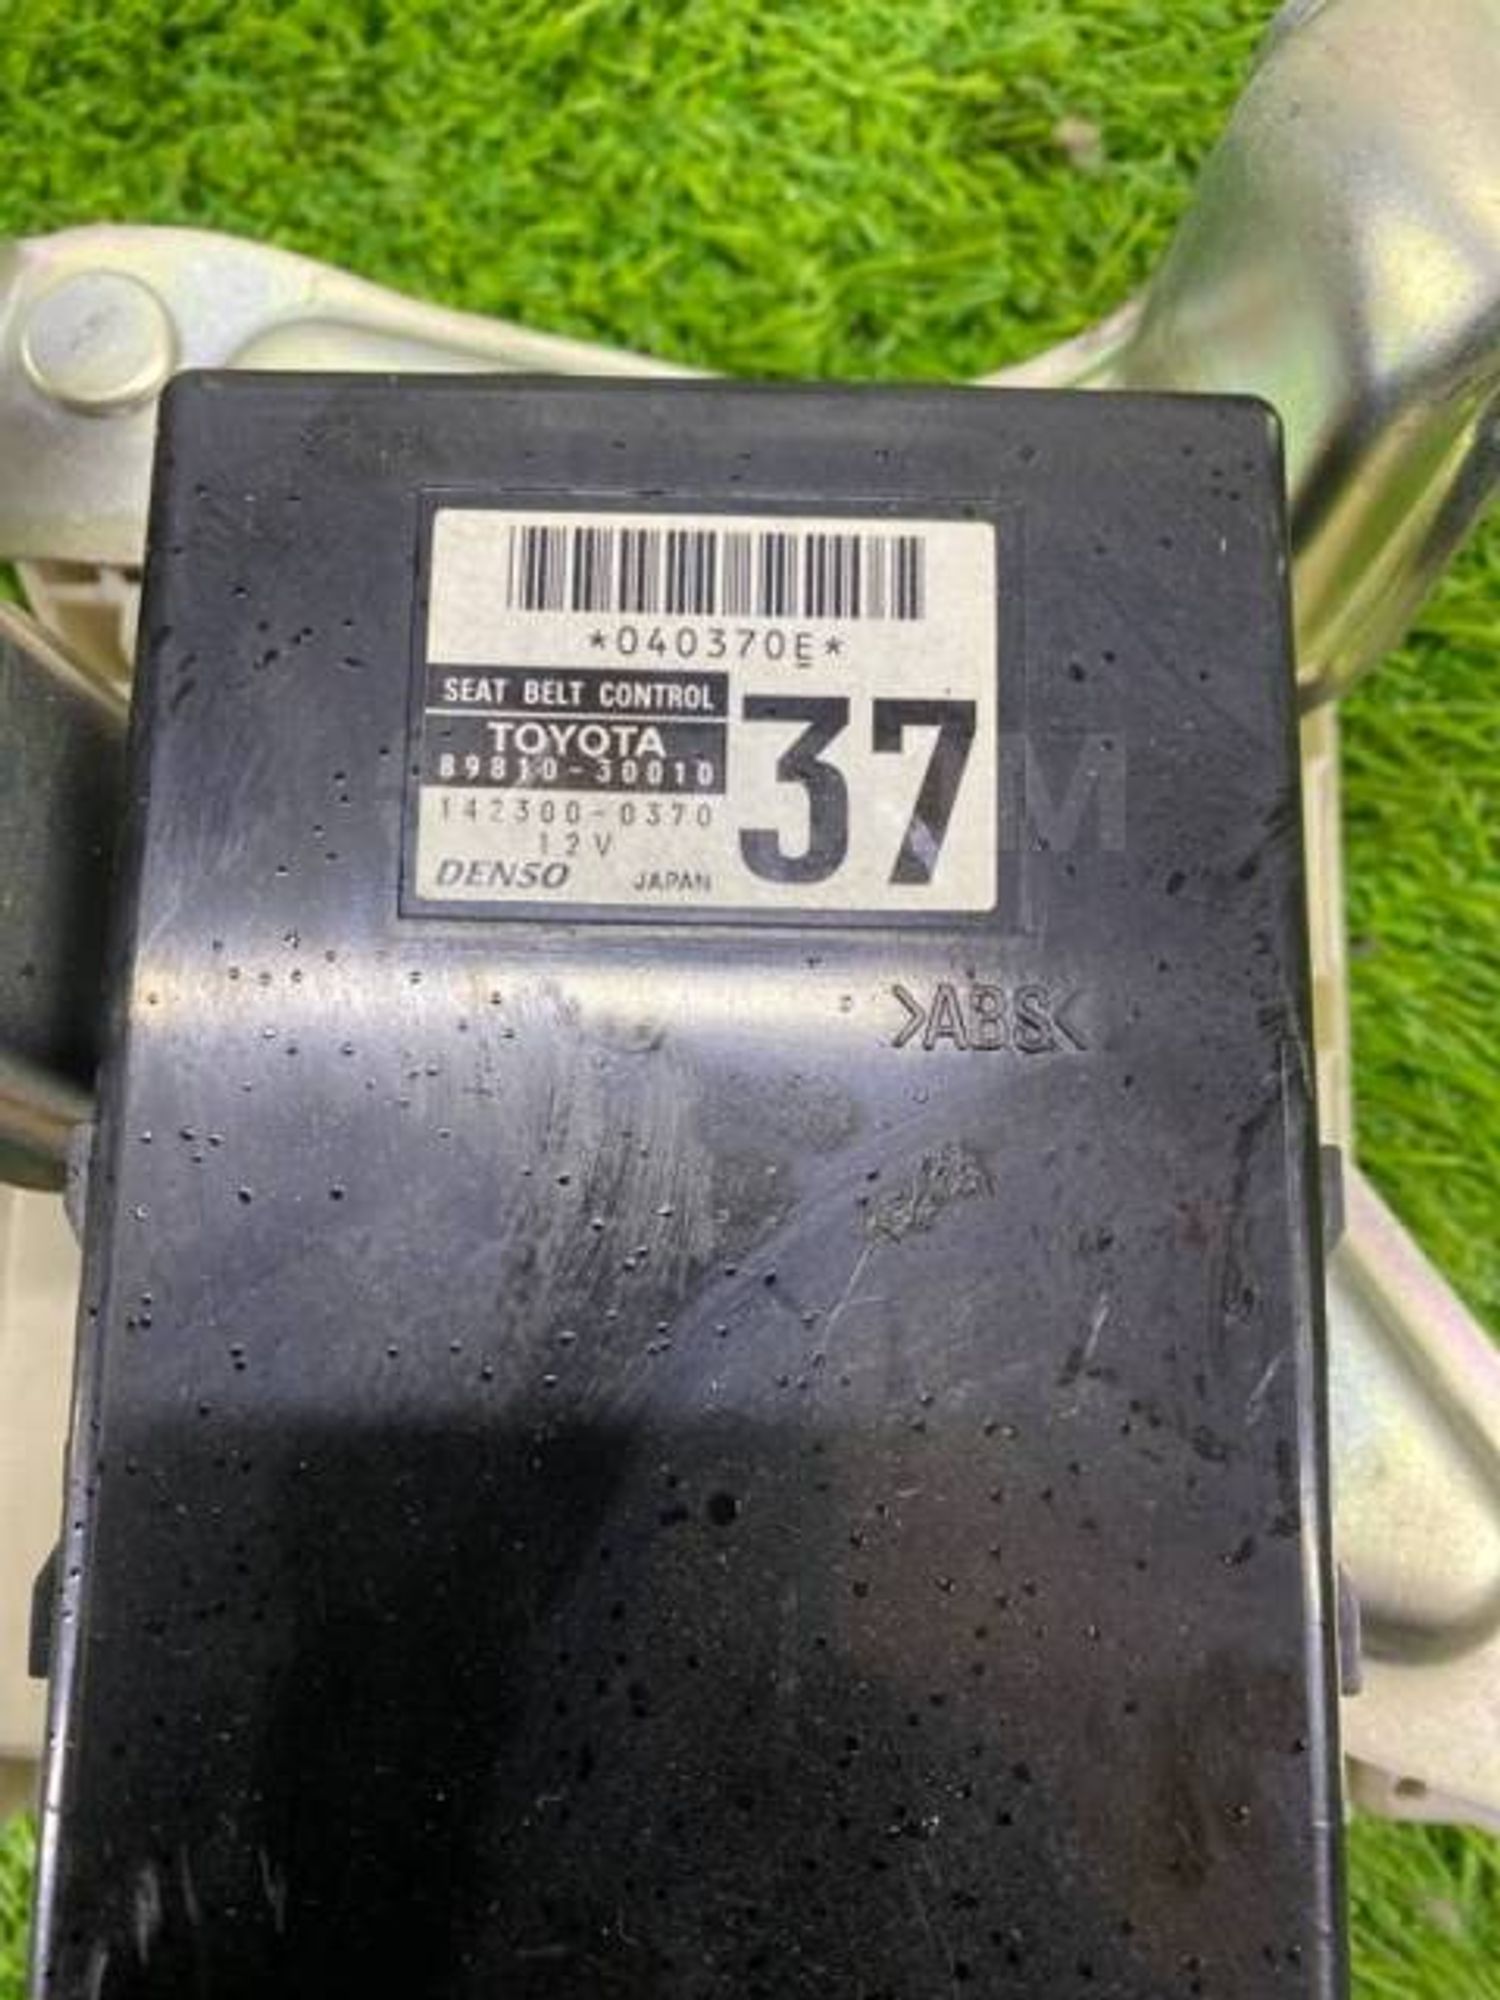 *040370E*
SEAT BELT CONTROL
TOYOTA
89810-30010
142300-0370
12V
DENSO JAPAN
37
>ABS<